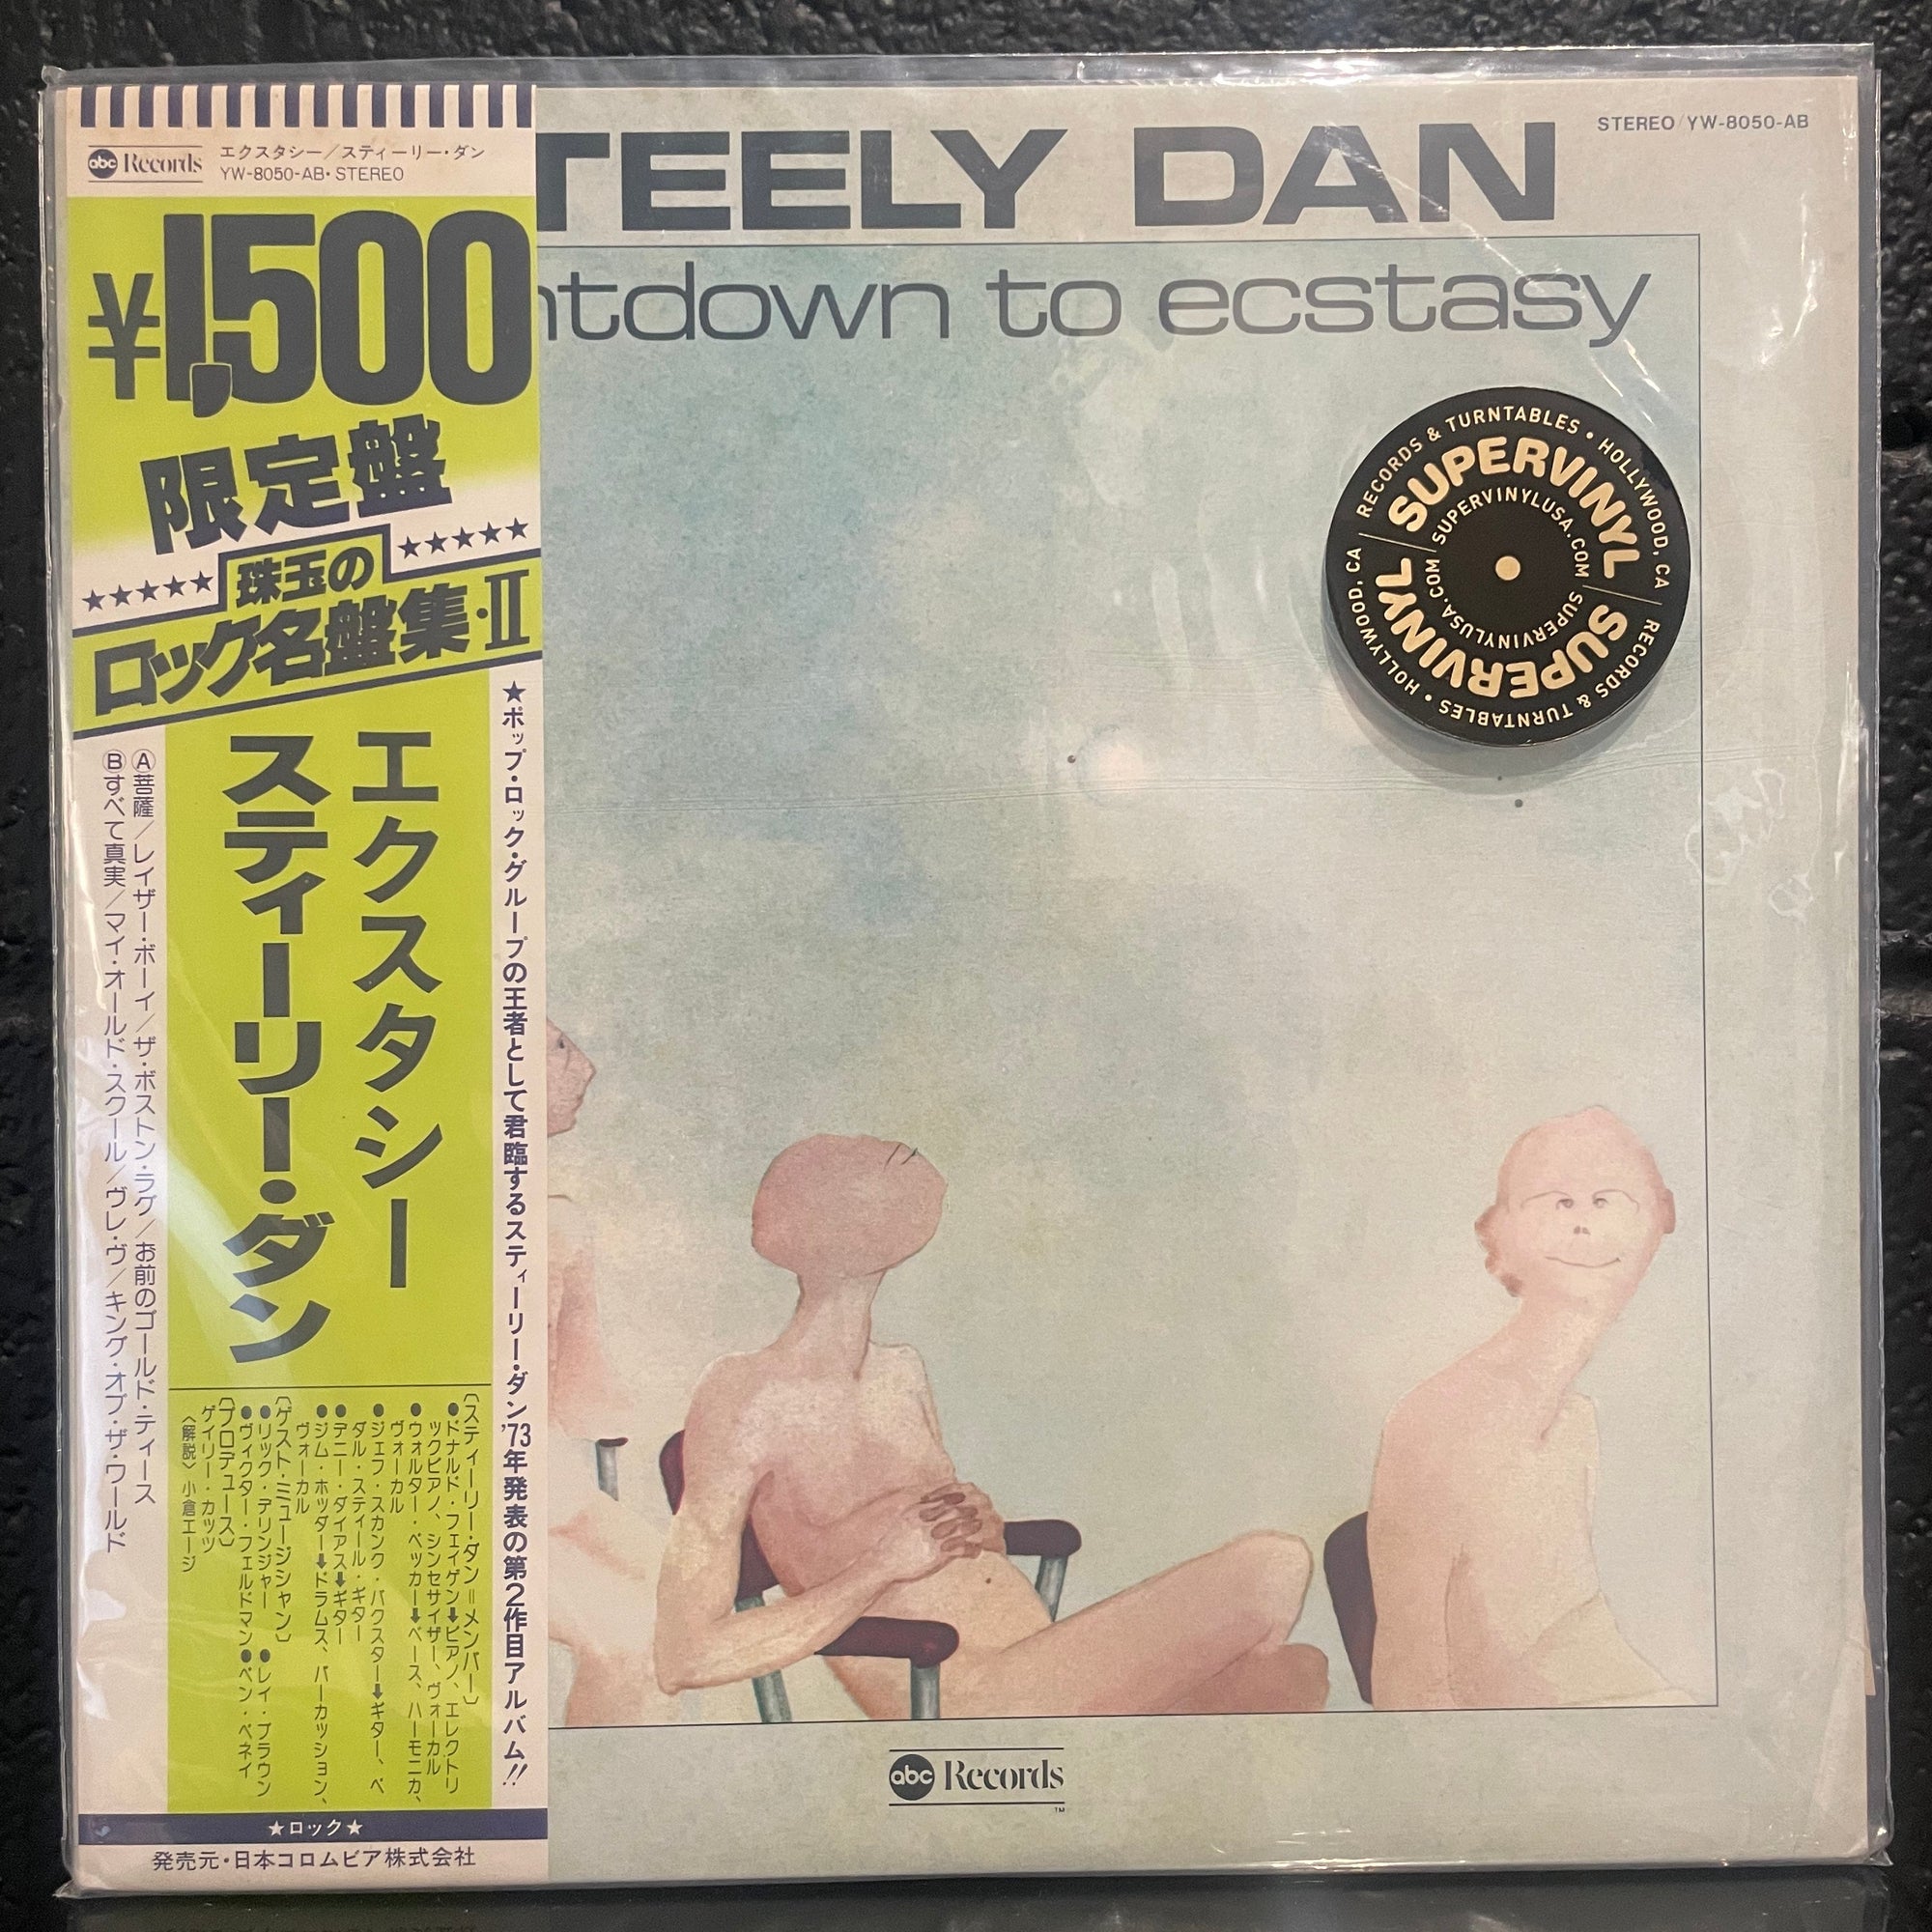 abc Records
エクスタシー/スティーリー・ダン
YW-8050-AB・STEREO
¥1,500
限定盤
★★★★★
珠玉の
★★★★★
ロック名盤集・II
★ポップ・ロック・グループの王者として君臨するスティーリー・ダン'73年発表の第2作目アルバム!!
エクスタシー
スティーリー・ダン
Ⓐ菩薩/レイザー・ボーイ/ザ・ボストン・ラグ/お前のゴールド・ティース
Ⓑすべて真実/マイ・オールド・スクール/ヴレ・ヴ/キング・オブ・ザ・ワールド
〔スティーリー・ダン=メンバー〕
●ドナルド・フェイゲン➡ピアノ、エレクトリ
ックピアノ、シンセサイザー、ヴォーカル
●ウォルター・ベッカー➡ベース、ハーモニカ、
ヴォーカル
●ジェフ・スカンク・バクスター➡ギター、ペ
ダル・スティール・ギター
●デニー・ダイアス➡ギター
●ジム・ホッダー➡ドラムス、パーカッション、
ヴォーカル
〔ゲスト・ミュージシャン〕
●リック・デリンジャー ●レイ・ブラウン
●ヴィクター・フェルドマン●ベン・ベネイ
〔プロデュース〕
ゲイリー・カッツ
〈解説〉小倉エージ
★ロック★
発売元・日本コロムビア株式会社
TEELY DAN
STEREO/YW-8050-AB
ntdown to ecstasy
RECORDS & TURNTABLES • HOLLYWOOD, CA
SUPERVINYL
SUPERVINYLUSA.COM
SUPERVINYLUSA.COM
SUPERVINYL
RECORDS & TURNTABLES • HOLLYWOOD, CA
abc Records
TM